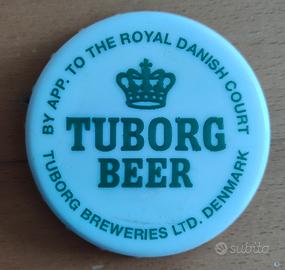 BY APP. TO THE ROYAL DANISH COURT
TUBORG
BEER
TUBORG BREWERIES LTD. DENMARK
subito